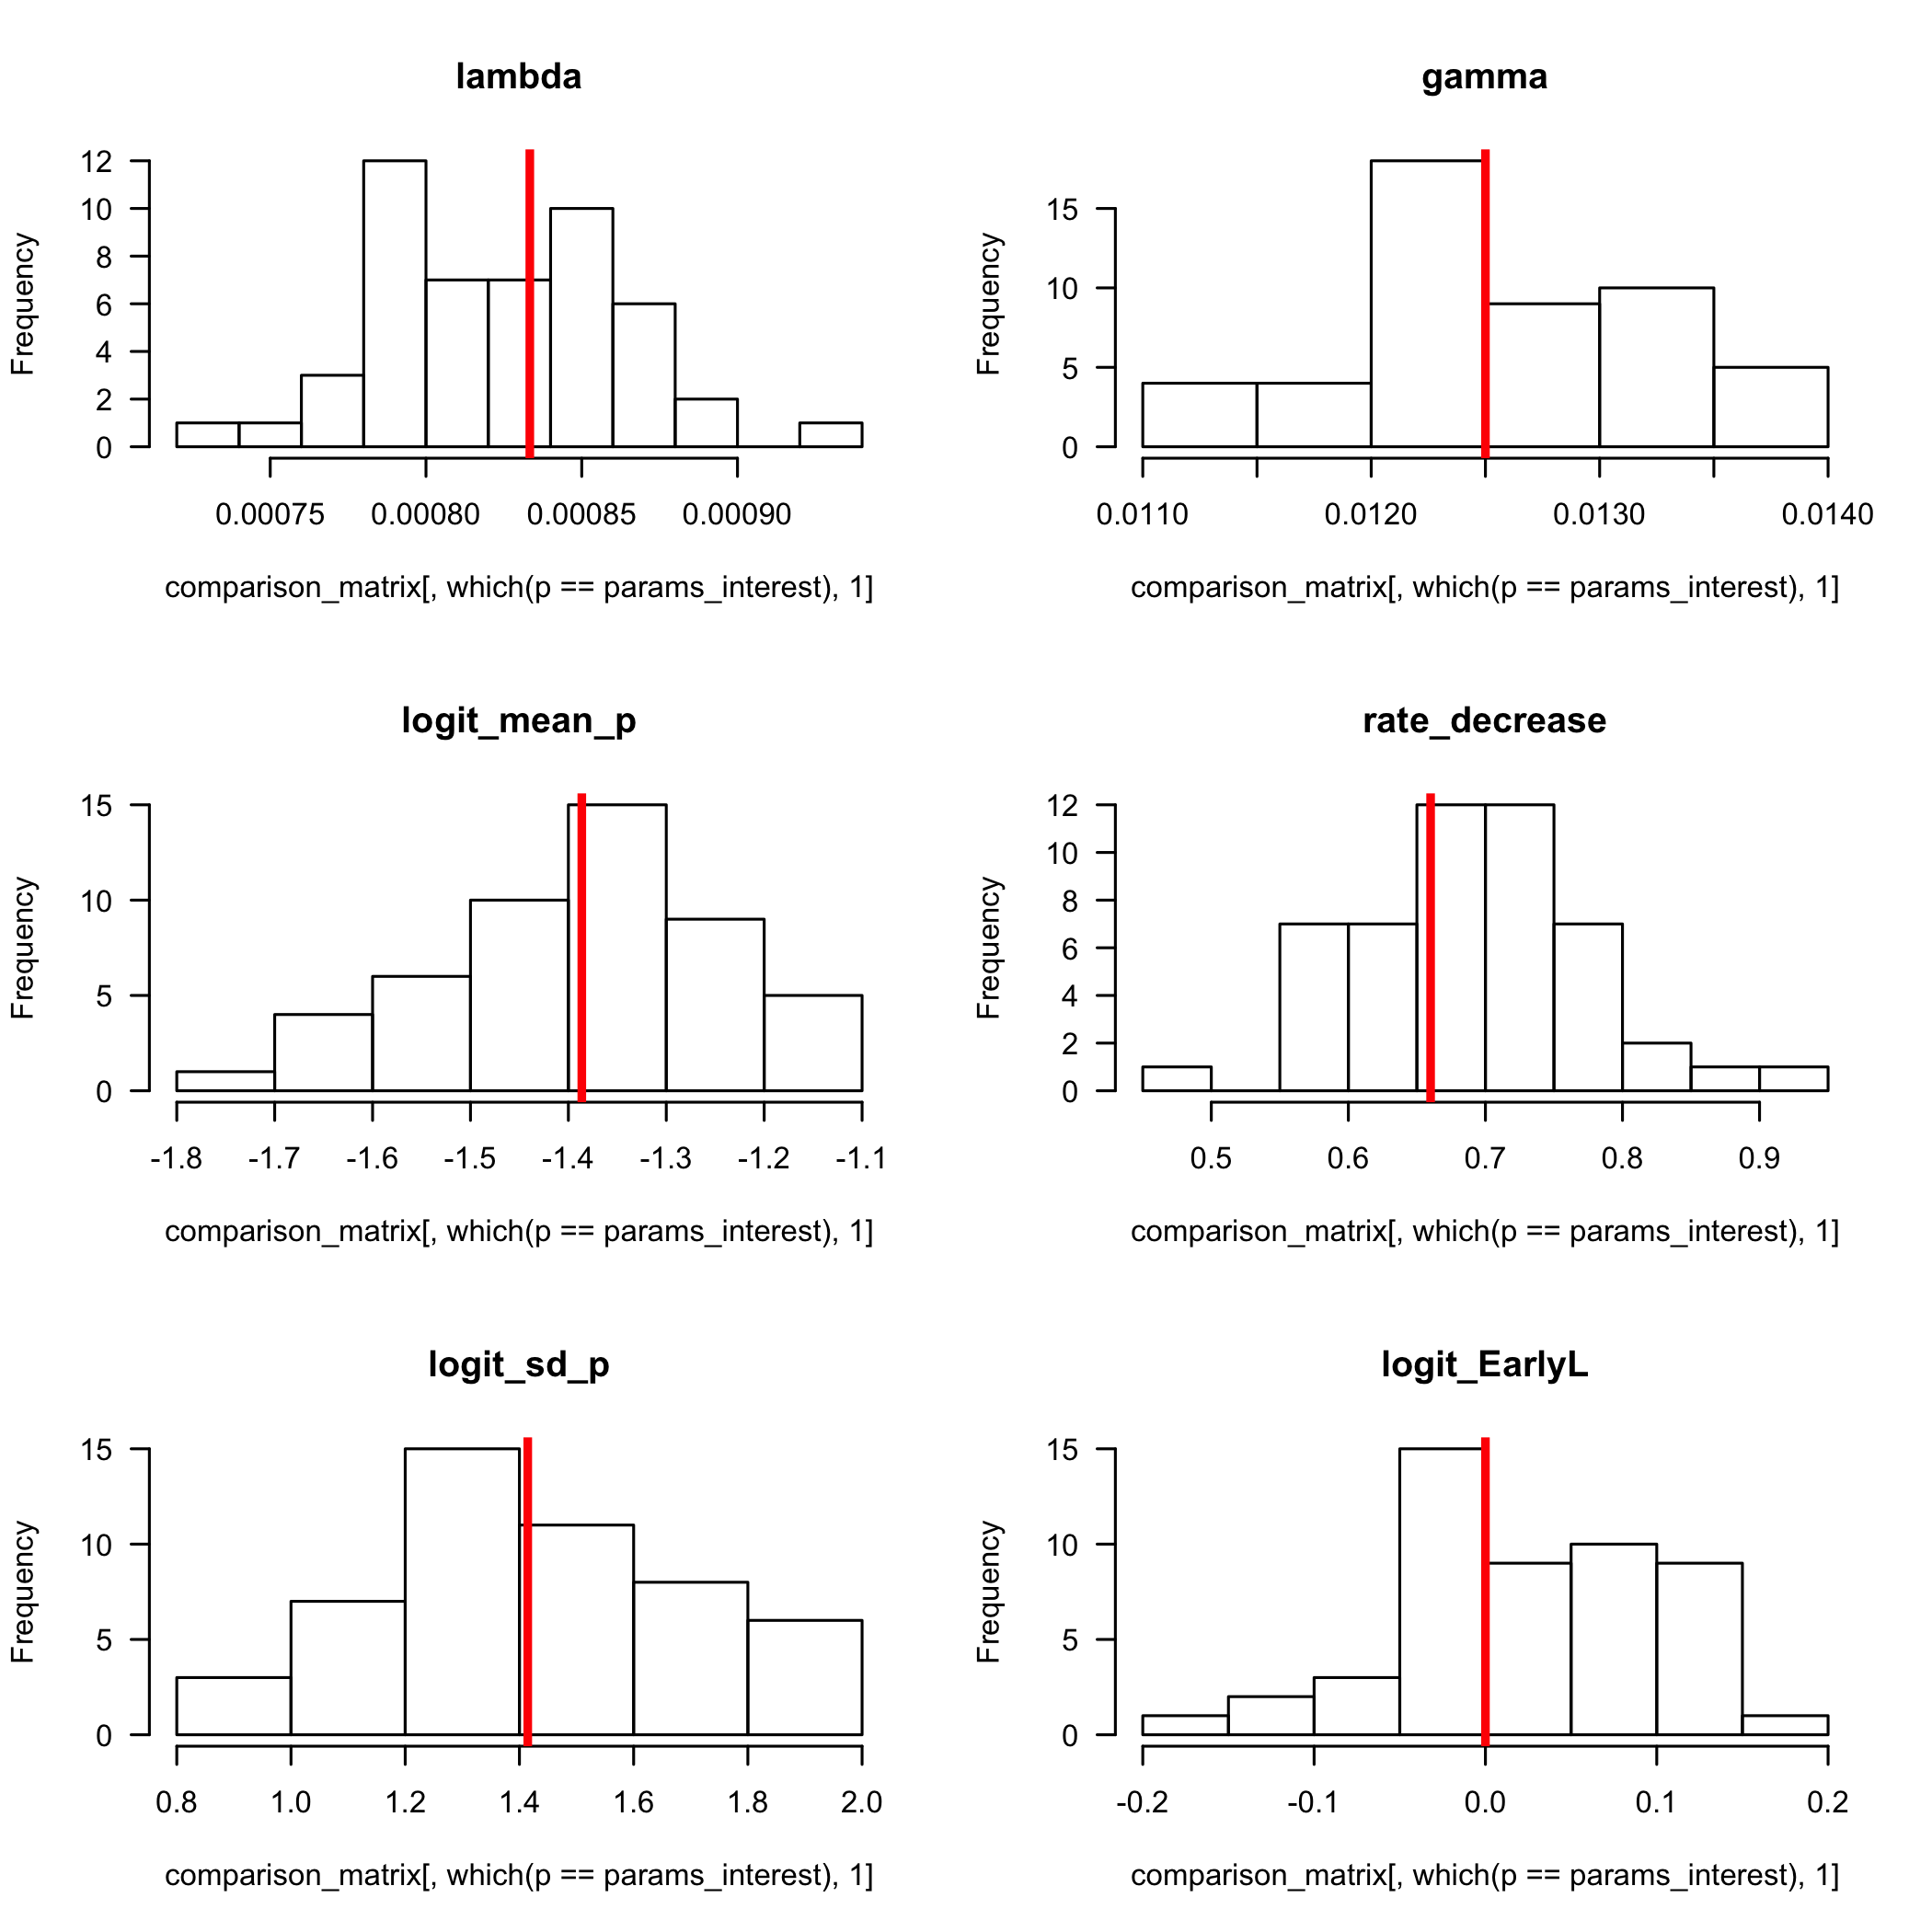 lambda
Frequency
12
10
8
6
4
2
0
0.00075 0.00080 0.00085 0.00090
comparison_matrix[, which(p == params_interest), 1]
gamma
Frequency
15
10
5
0
0.0110 0.0120 0.0130 0.0140
comparison_matrix[, which(p == params_interest), 1]
logit_mean_p
Frequency
15
10
5
0
-1.8 -1.7 -1.6 -1.5 -1.4 -1.3 -1.2 -1.1
comparison_matrix[, which(p == params_interest), 1]
rate_decrease
Frequency
12
10
8
6
4
2
0
0.5 0.6 0.7 0.8 0.9
comparison_matrix[, which(p == params_interest), 1]
logit_sd_p
Frequency
15
10
5
0
0.8 1.0 1.2 1.4 1.6 1.8 2.0
comparison_matrix[, which(p == params_interest), 1]
logit_EarlyL
Frequency
15
10
5
0
-0.2 -0.1 0.0 0.1 0.2
comparison_matrix[, which(p == params_interest), 1]